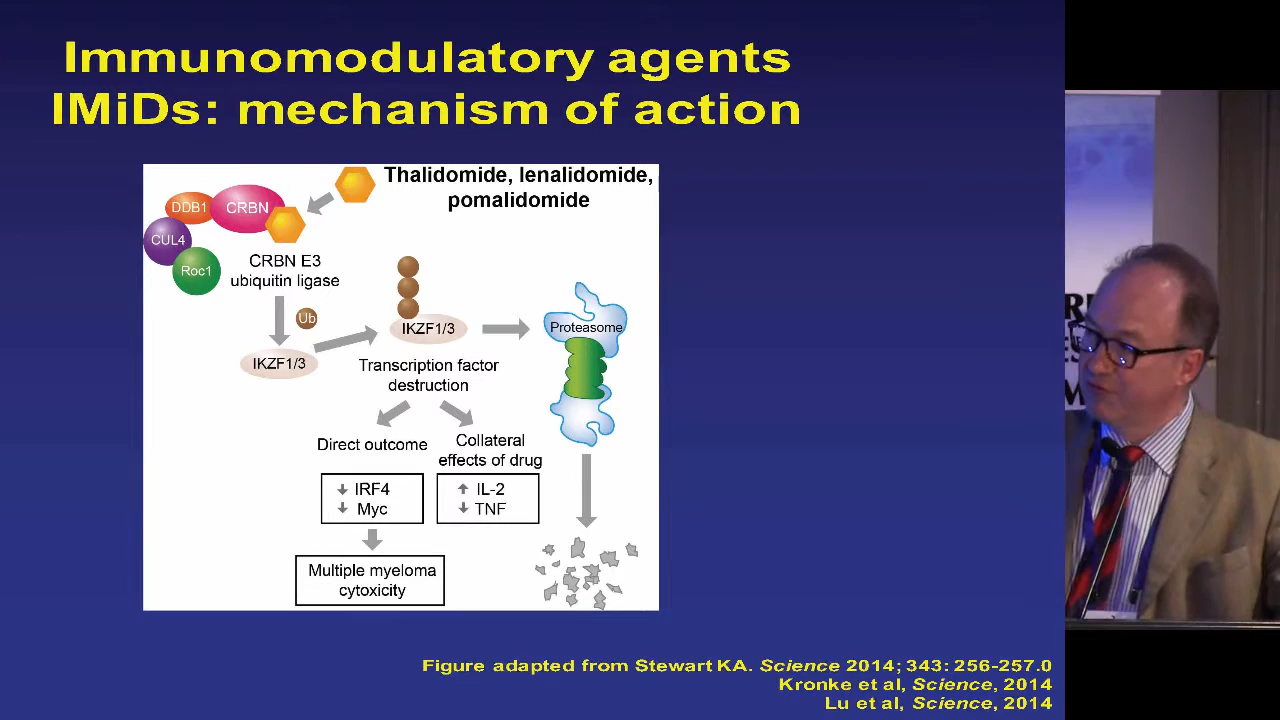 Immunomodulatory agents
IMiDs: mechanism of action
Thalidomide, lenalidomide,
pomalidomide
DDB1
CRBN
CUL4
Roc1
CRBN E3
ubiquitin ligase
Ub
IKZF1/3
IKZF1/3
Proteasome
Transcription factor
destruction
Direct outcome
Collateral
effects of drug
IRF4
Myc
IL-2
TNF
Multiple myeloma
cytoxicity
Figure adapted from Stewart KA. Science 2014; 343: 256-257.0
Kronke et al, Science, 2014
Lu et al, Science, 2014